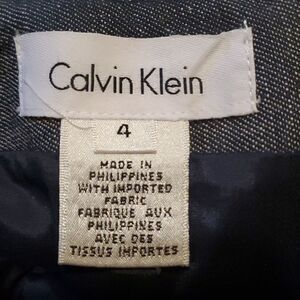 Calvin Klein
4
MADE IN
PHILIPPINES
WITH IMPORTED
FABRIC
FABRIQUE AUX
PHILIPPINES
AVEC DES
TISSUS IMPORTES